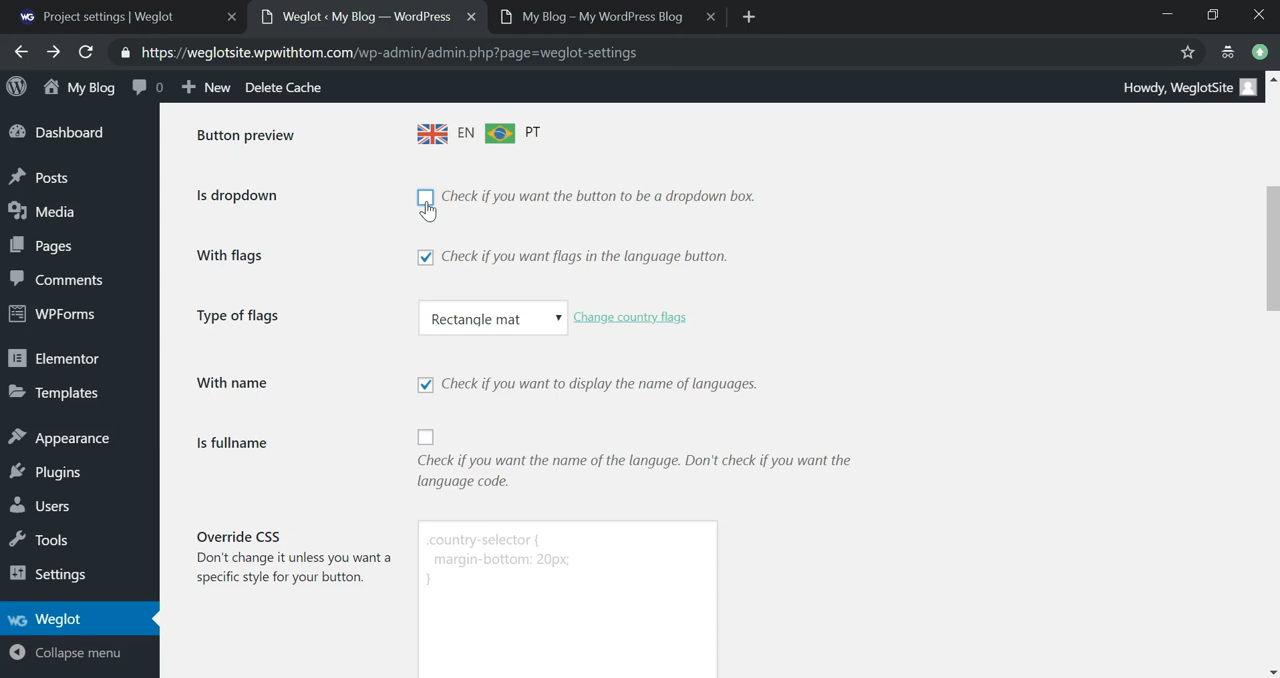 WG Project settings | Weglot
Weglot ‹ My Blog — WordPress
My Blog – My WordPress Blog
https://weglotsite.wpwithtom.com/wp-admin/admin.php?page=weglot-settings
My Blog 0 New Delete Cache
Howdy, WeglotSite
Dashboard
Posts
Media
Pages
Comments
WPForms
Elementor
Templates
Appearance
Plugins
Users
Tools
Settings
WG Weglot
Collapse menu
Button preview
EN PT
Is dropdown
Check if you want the button to be a dropdown box.
With flags
Check if you want flags in the language button.
Type of flags
Rectangle mat
Change country flags
With name
Check if you want to display the name of languages.
Is fullname
Check if you want the name of the languge. Don't check if you want the
language code.
Override CSS
Don't change it unless you want a
specific style for your button.
.country-selector {
margin-bottom: 20px;
}